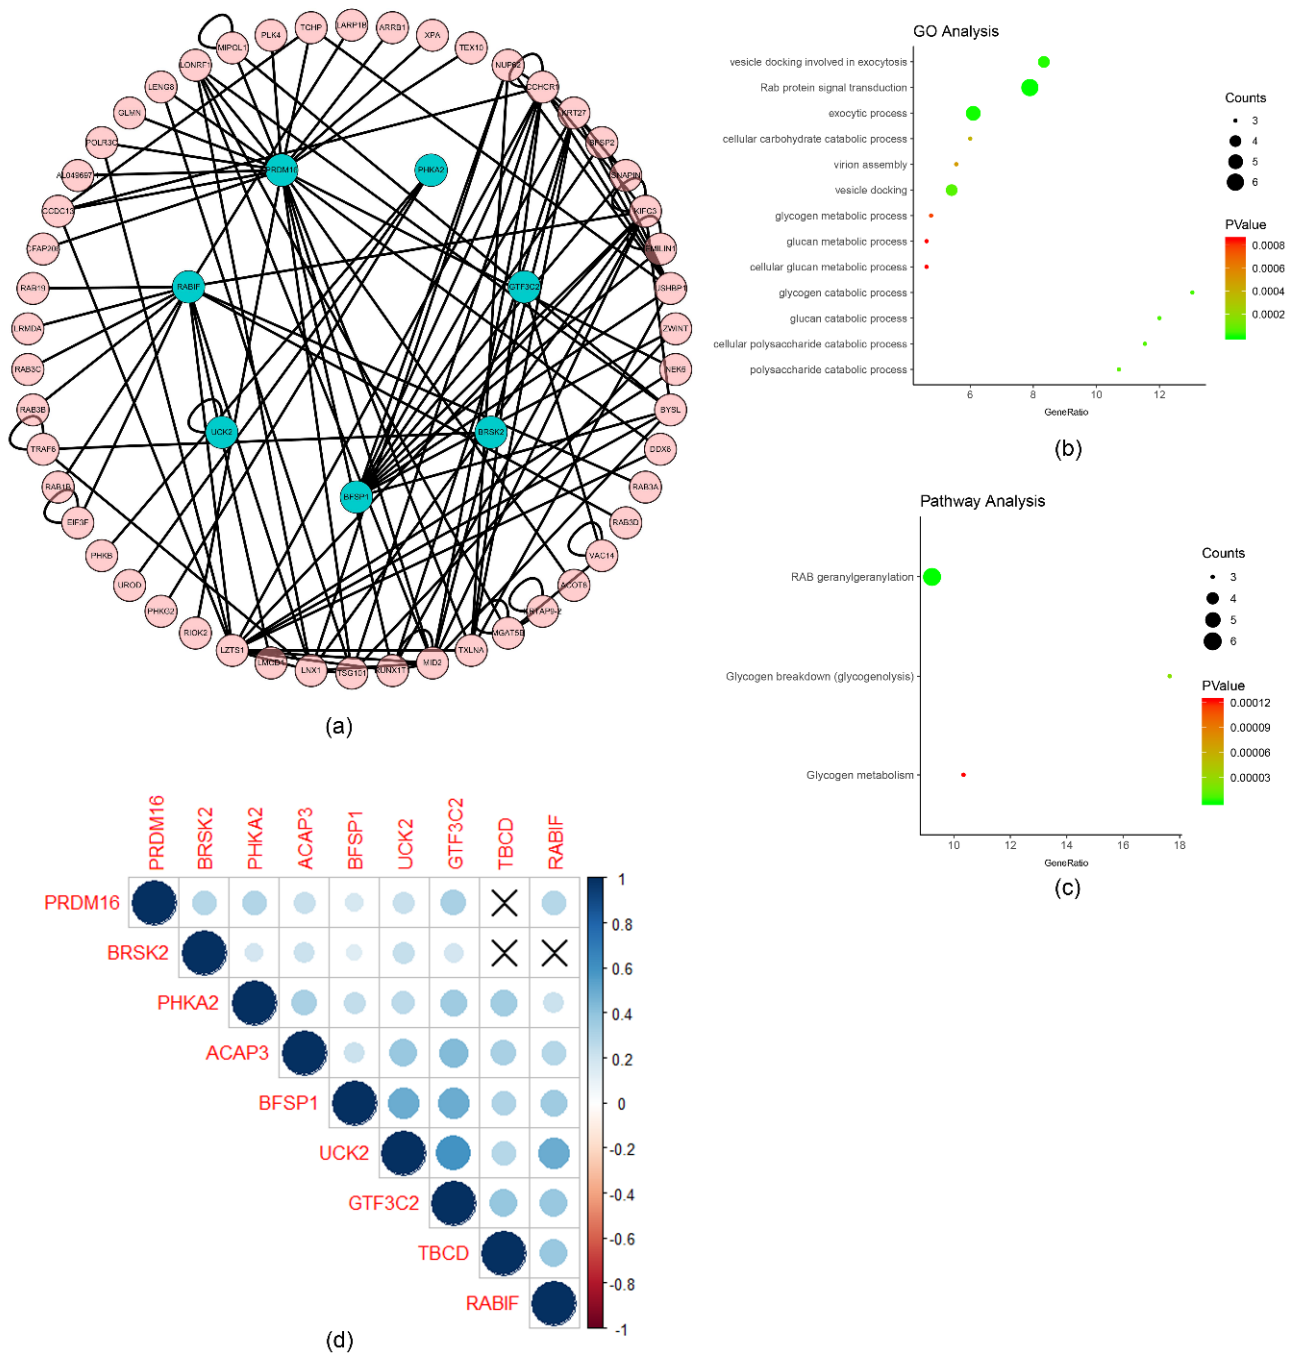 TCHP
LARP1B
ARRB1
PLK4
XPA
MIPOL1
TEX10
LONRF1
NUP62
LENG8
CCHCR1
GLMN
KRT27
POLR3C
BFSP2
PRDM16
PHKA2
AL049697
SNAPIN
CCDC13
KIFC3
CFAP206
EMILIN1
RAB19
RABIF
GTF3C2
USHBP1
LRMDA
ZWINT
RAB3C
NEK6
RAB3B
BYSL
UCK2
BRSK2
TRAF6
DDX6
RAB1B
BFSP1
RAB3A
EIF3F
RAB3D
PHKB
VAC14
UROD
ACOT8
PHKG2
KRTAP9-2
RIOK2
MGAT5B
LZTS1
TXLNA
LMCD1
LNX1
TSG101
RUNX1T
MID2
(a)
GO Analysis
vesicle docking involved in exocytosis
Rab protein signal transduction
exocytic process
cellular carbohydrate catabolic process
virion assembly
vesicle docking
glycogen metabolic process
glucan metabolic process
cellular glucan metabolic process
glycogen catabolic process
glucan catabolic process
cellular polysaccharide catabolic process
polysaccharide catabolic process
6 8 10 12
GeneRatio
Counts
3
4
5
6
PValue
0.0008
0.0006
0.0004
0.0002
(b)
Pathway Analysis
RAB geranylgeranylation
Glycogen breakdown (glycogenolysis)
Glycogen metabolism
10 12 14 16 18
GeneRatio
Counts
3
4
5
6
PValue
0.00012
0.00009
0.00006
0.00003
(c)
PRDM16 BRSK2 PHKA2 ACAP3 BFSP1 UCK2 GTF3C2 TBCD RABIF
PRDM16
BRSK2
PHKA2
ACAP3
BFSP1
UCK2
GTF3C2
TBCD
RABIF
1
0.8
0.6
0.4
0.2
0
-0.2
-0.4
-0.6
-0.8
-1
(d)